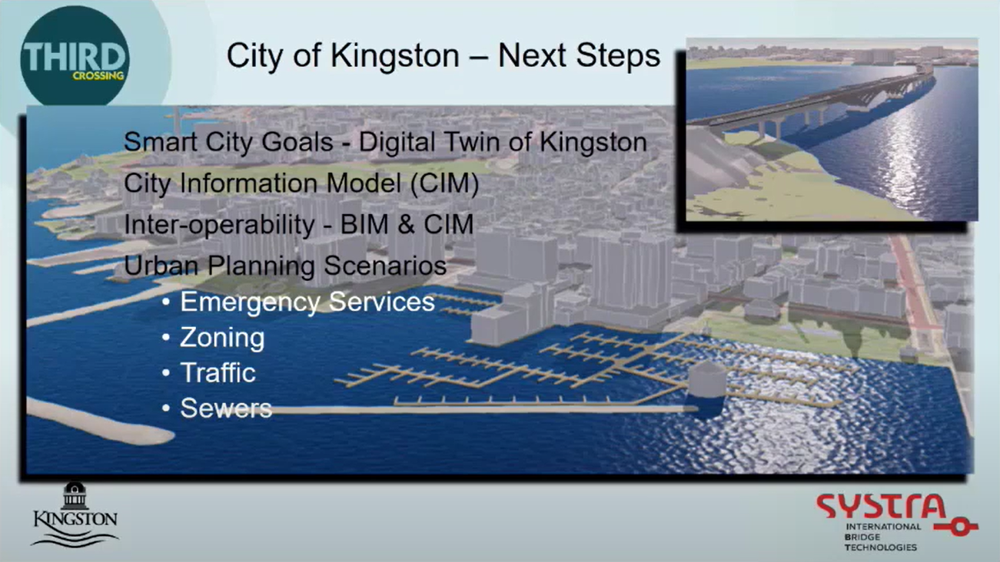 THIRD
CROSSING
City of Kingston – Next Steps
Smart City Goals - Digital Twin of Kingston
City Information Model (CIM)
Inter-operability - BIM & CIM
Urban Planning Scenarios
• Emergency Services
• Zoning
• Traffic
• Sewers
KINGSTON
SYSTRA
INTERNATIONAL
BRIDGE
TECHNOLOGIES